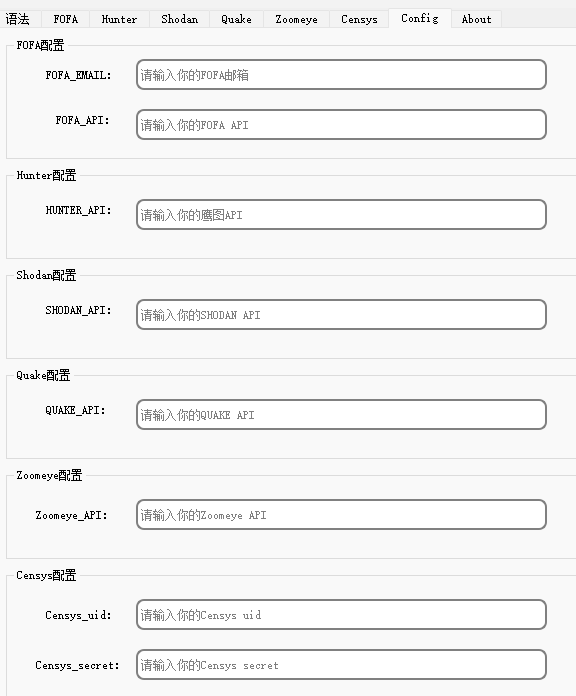 语法 FOFA Hunter Shodan Quake Zoomeye Censys Config About
FOFA配置
FOFA_EMAIL: 请输入你的FOFA邮箱
FOFA_API: 请输入你的FOFA API
Hunter配置
HUNTER_API: 请输入你的鹰图API
Shodan配置
SHODAN_API: 请输入你的SHODAN API
Quake配置
QUAKE_API: 请输入你的QUAKE API
Zoomeye配置
Zoomeye_API: 请输入你的Zoomeye API
Censys配置
Censys_uid: 请输入你的Censys uid
Censys_secret: 请输入你的Censys secret